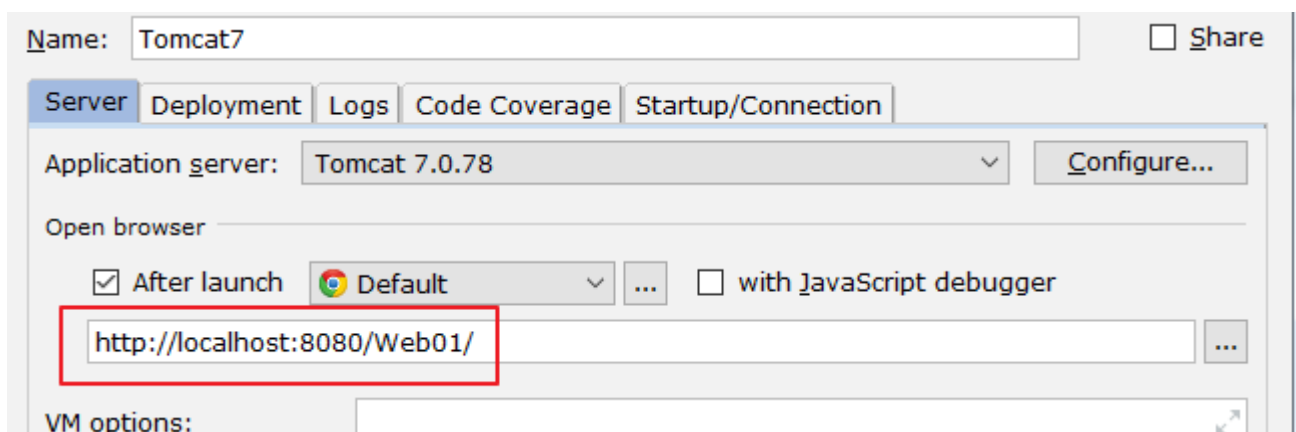 Name: Tomcat7 Share
Server Deployment Logs Code Coverage Startup/Connection
Application server: Tomcat 7.0.78 Configure...
Open browser
After launch Default ... with JavaScript debugger
http://localhost:8080/Web01/ ...
VM options: